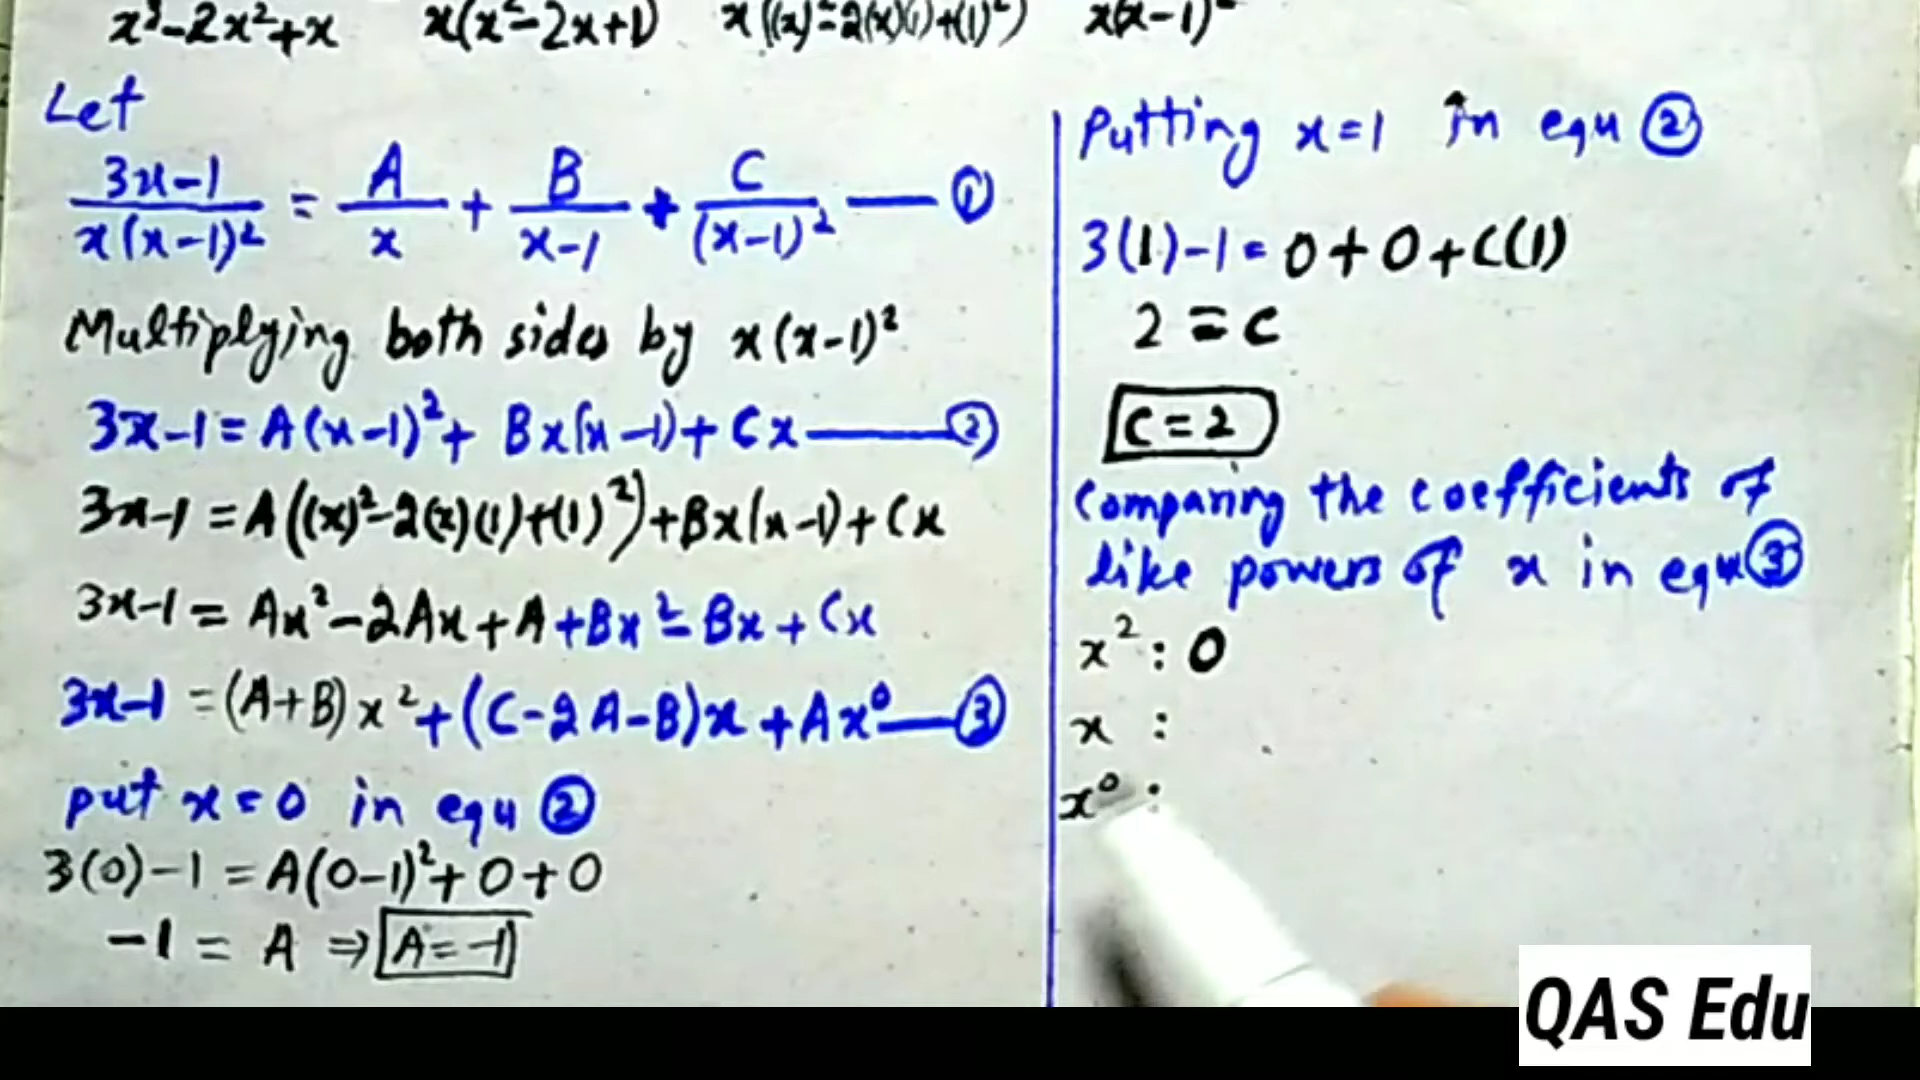 x³-2x²+x x(x²-2x+1) x((x)²-2(x)(1)+(1)²) x(x-1)²
Let
3x-1/x(x-1)² = A/x + B/x-1 + C/(x-1)² — ①
Multiplying both sides by x(x-1)²
3x-1 = A(x-1)² + Bx(x-1) + Cx — ②
3x-1 = A((x)²-2(x)(1)+(1)²)+Bx(x-1)+Cx
3x-1 = Ax²-2Ax+A+Bx²-Bx+Cx
3x-1 = (A+B)x²+(C-2A-B)x+Ax⁰ — ③
put x=0 in equ ②
3(0)-1 = A(0-1)²+0+0
-1 = A ⇒ A=-1
Putting x=1 in equ ②
3(1)-1 = 0+0+C(1)
2 = C
C=2
Comparing the coefficients of
like powers of x in equ ③
x² : 0
x :
x⁰ :
QAS Edu